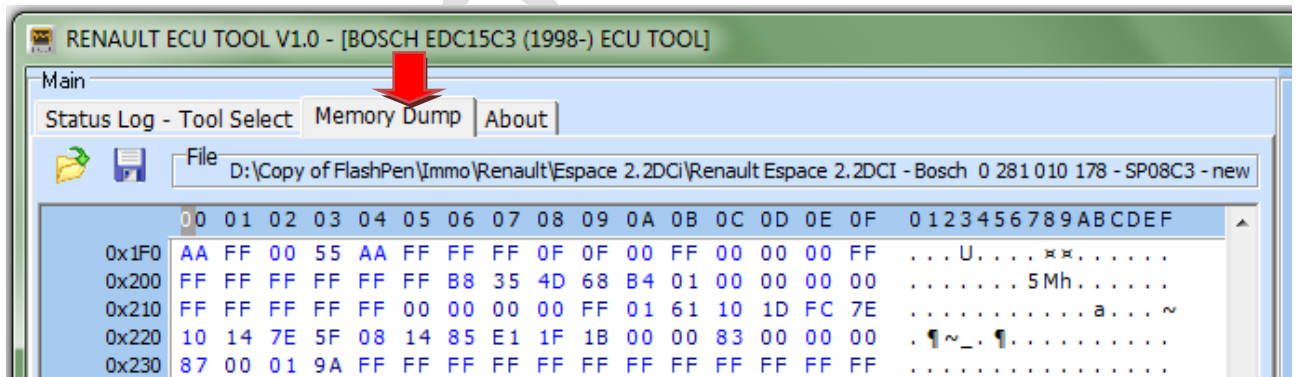 RENAULT ECU TOOL V1.0 - [BOSCH EDC15C3 (1998-) ECU TOOL]
Main
Status Log - Tool Select Memory Dump About
File D:\Copy of FlashPen\Immo\Renault\Espace 2.2DCi\Renault Espace 2.2DCI - Bosch 0 281 010 178 - SP08C3 - new
00 01 02 03 04 05 06 07 08 09 0A 0B 0C 0D 0E 0F 0123456789ABCDEF
0x1F0 AA FF 00 55 AA FF FF FF 0F 0F 00 FF 00 00 00 FF ...U....¤¤......
0x200 FF FF FF FF FF FF B8 35 4D 68 B4 01 00 00 00 00 .......5Mh......
0x210 FF FF FF FF FF 00 00 00 00 FF 01 61 10 1D FC 7E ...........a...~
0x220 10 14 7E 5F 08 14 85 E1 1F 1B 00 00 83 00 00 00 .¶~_.¶..........
0x230 87 00 01 9A FF FF FF FF FF FF FF FF FF FF FF FF ................